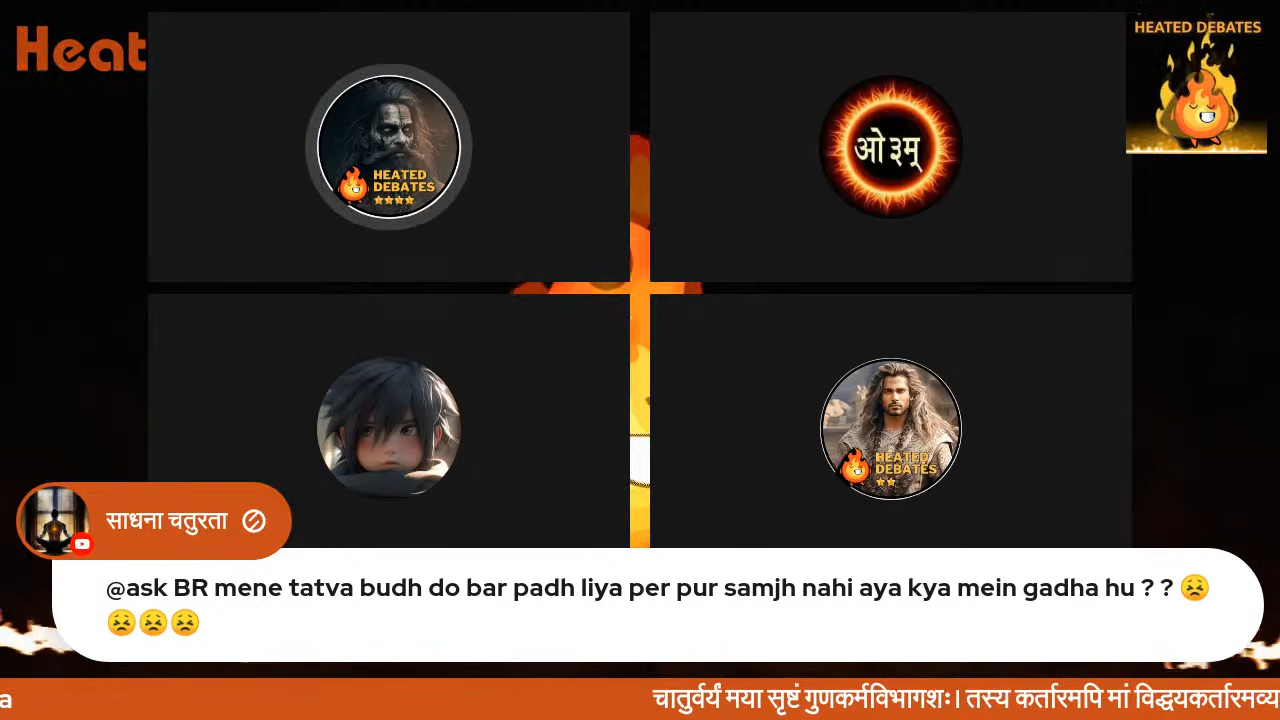 Heat
HEATED DEBATES
HEATED
DEBATES
ओ३म्
HEATED
DEBATES
साधना चतुरता
@ask BR mene tatva budh do bar padh liya per pur samjh nahi aya kya mein gadha hu ? ? 😣
😣😣😣
a
चातुर्वर्यं मया सृष्टं गुणकर्मविभागशः। तस्य कर्तारमपि मां विद्धयकर्तारमव्य